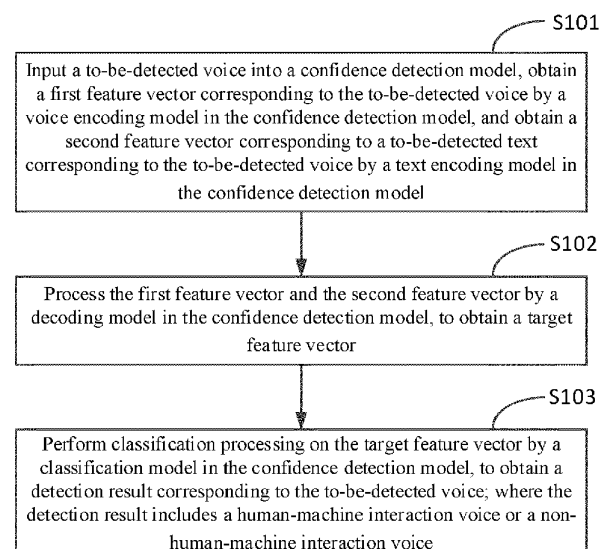 S101
Input a to-be-detected voice into a confidence detection model, obtain
a first feature vector corresponding to the to-be-detected voice by a
voice encoding model in the confidence detection model, and obtain a
second feature vector corresponding to a to-be-detected text
corresponding to the to-be-detected voice by a text encoding model in
the confidence detection model
S102
Process the first feature vector and the second feature vector by a
decoding model in the confidence detection model, to obtain a target
feature vector
S103
Perform classification processing on the target feature vector by a
classification model in the confidence detection model, to obtain a
detection result corresponding to the to-be-detected voice; where the
detection result includes a human-machine interaction voice or a non-
human-machine interaction voice